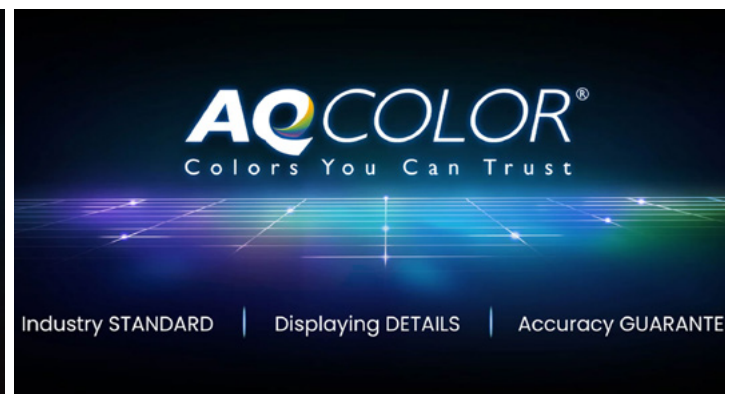 AQCOLOR®
Colors You Can Trust
Industry STANDARD | Displaying DETAILS | Accuracy GUARANTE